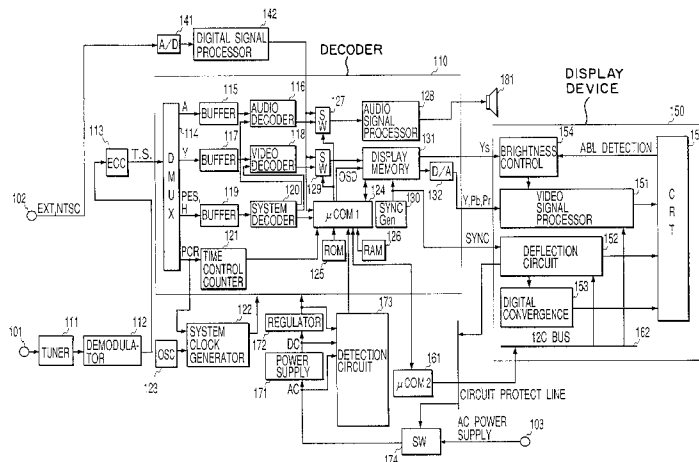 141
142
A/D
DIGITAL SIGNAL
PROCESSOR
DECODER
110
DISPLAY
DEVICE
150
115
116
127
128
181
A
BUFFER
AUDIO
DECODER
S
W
AUDIO
SIGNAL
PROCESSOR
113
114
117
118
131
154
ECC
T.S.
D
M
U
X
V
BUFFER
VIDEO
DECODER
S
W
129
OSD
DISPLAY
MEMORY
D/A
132
Ys
BRIGHTNESS
CONTROL
ABL DETECTION
C
R
T
102
EXT,NTSC
PES,
H
119
BUFFER
120
SYSTEM
DECODER
124
μCOM 1
130
SYNC
Gen
Y,Pb,Pr
151
VIDEO
SIGNAL
PROCESSOR
PCR
121
TIME
CONTROL
COUNTER
ROM
125
RAM
126
SYNC
152
DEFLECTION
CIRCUIT
153
DIGITAL
CONVERGENCE
162
I2C BUS
101
111
TUNER
112
DEMODULA-
TOR
OSC
123
122
SYSTEM
CLOCK
GENERATOR
REGULATOR
172
DC
POWER
SUPPLY
171
AC
173
DETECTION
CIRCUIT
161
μCOM 2
CIRCUIT PROTECT LINE
AC POWER
SUPPLY
103
SW
174